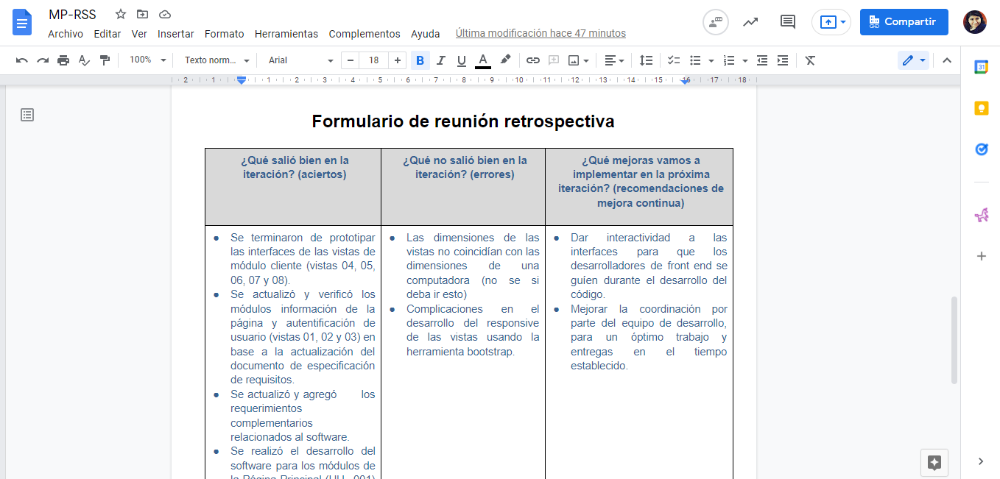 MP-RSS
Archivo Editar Ver Insertar Formato Herramientas Complementos Ayuda Última modificación hace 47 minutos
Compartir
100% Texto norm... Arial 18 B I U A
2 1 1 2 3 4 5 6 7 8 9 10 11 12 13 14 15 16 17 18
31
Formulario de reunión retrospectiva
¿Qué salió bien en la
iteración? (aciertos)
¿Qué no salió bien en la
iteración? (errores)
¿Qué mejoras vamos a
implementar en la próxima
iteración? (recomendaciones de
mejora continua)
● Se terminaron de prototipar
las interfaces de las vistas de
módulo cliente (vistas 04, 05,
06, 07 y 08).
● Se actualizó y verificó los
módulos información de la
página y autentificación de
usuario (vistas 01, 02 y 03) en
base a la actualización del
documento de especificación
de requisitos.
● Se actualizó y agregó los
requerimientos
complementarios
relacionados al software.
● Se realizó el desarrollo del
software para los módulos de
la Página Principal (HU_001)
● Las dimensiones de las
vistas no coincidían con las
dimensiones de una
computadora (no se si
deba ir esto)
● Complicaciones en el
desarrollo del responsive
de las vistas usando la
herramienta bootstrap.
● Dar interactividad a las
interfaces para que los
desarrolladores de front end se
guíen durante el desarrollo del
código.
● Mejorar la coordinación por
parte del equipo de desarrollo,
para un óptimo trabajo y
entregas en el tiempo
establecido.